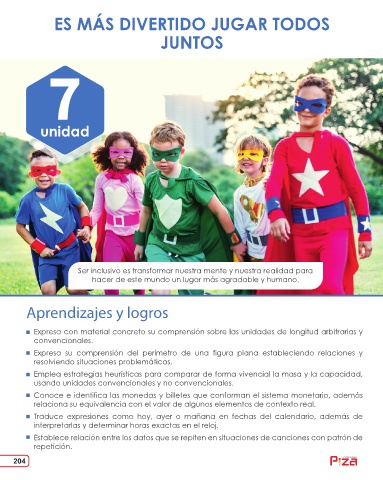 ES MÁS DIVERTIDO JUGAR TODOS
JUNTOS
7
unidad
Ser inclusivo es transformar nuestra mente y nuestra realidad para
hacer de este mundo un lugar más agradable y humano.
Aprendizajes y logros
Expresa con material concreto su comprensión sobre las unidades de longitud arbitrarias y
convencionales.
Expresa su comprensión del perímetro de una figura plana estableciendo relaciones y
resolviendo situaciones problemáticas.
Emplea estrategias heurísticas para comparar de forma vivencial la masa y la capacidad,
usando unidades convencionales y no convencionales.
Conoce e identifica las monedas y billetes que conforman el sistema monetario, además
relaciona su equivalencia con el valor de algunos elementos de contexto real.
Traduce expresiones como hoy, ayer o mañana en fechas del calendario, además de
interpretarlas y determinar horas exactas en el reloj.
Establece relación entre los datos que se repiten en situaciones de canciones con patrón de
repetición.
204